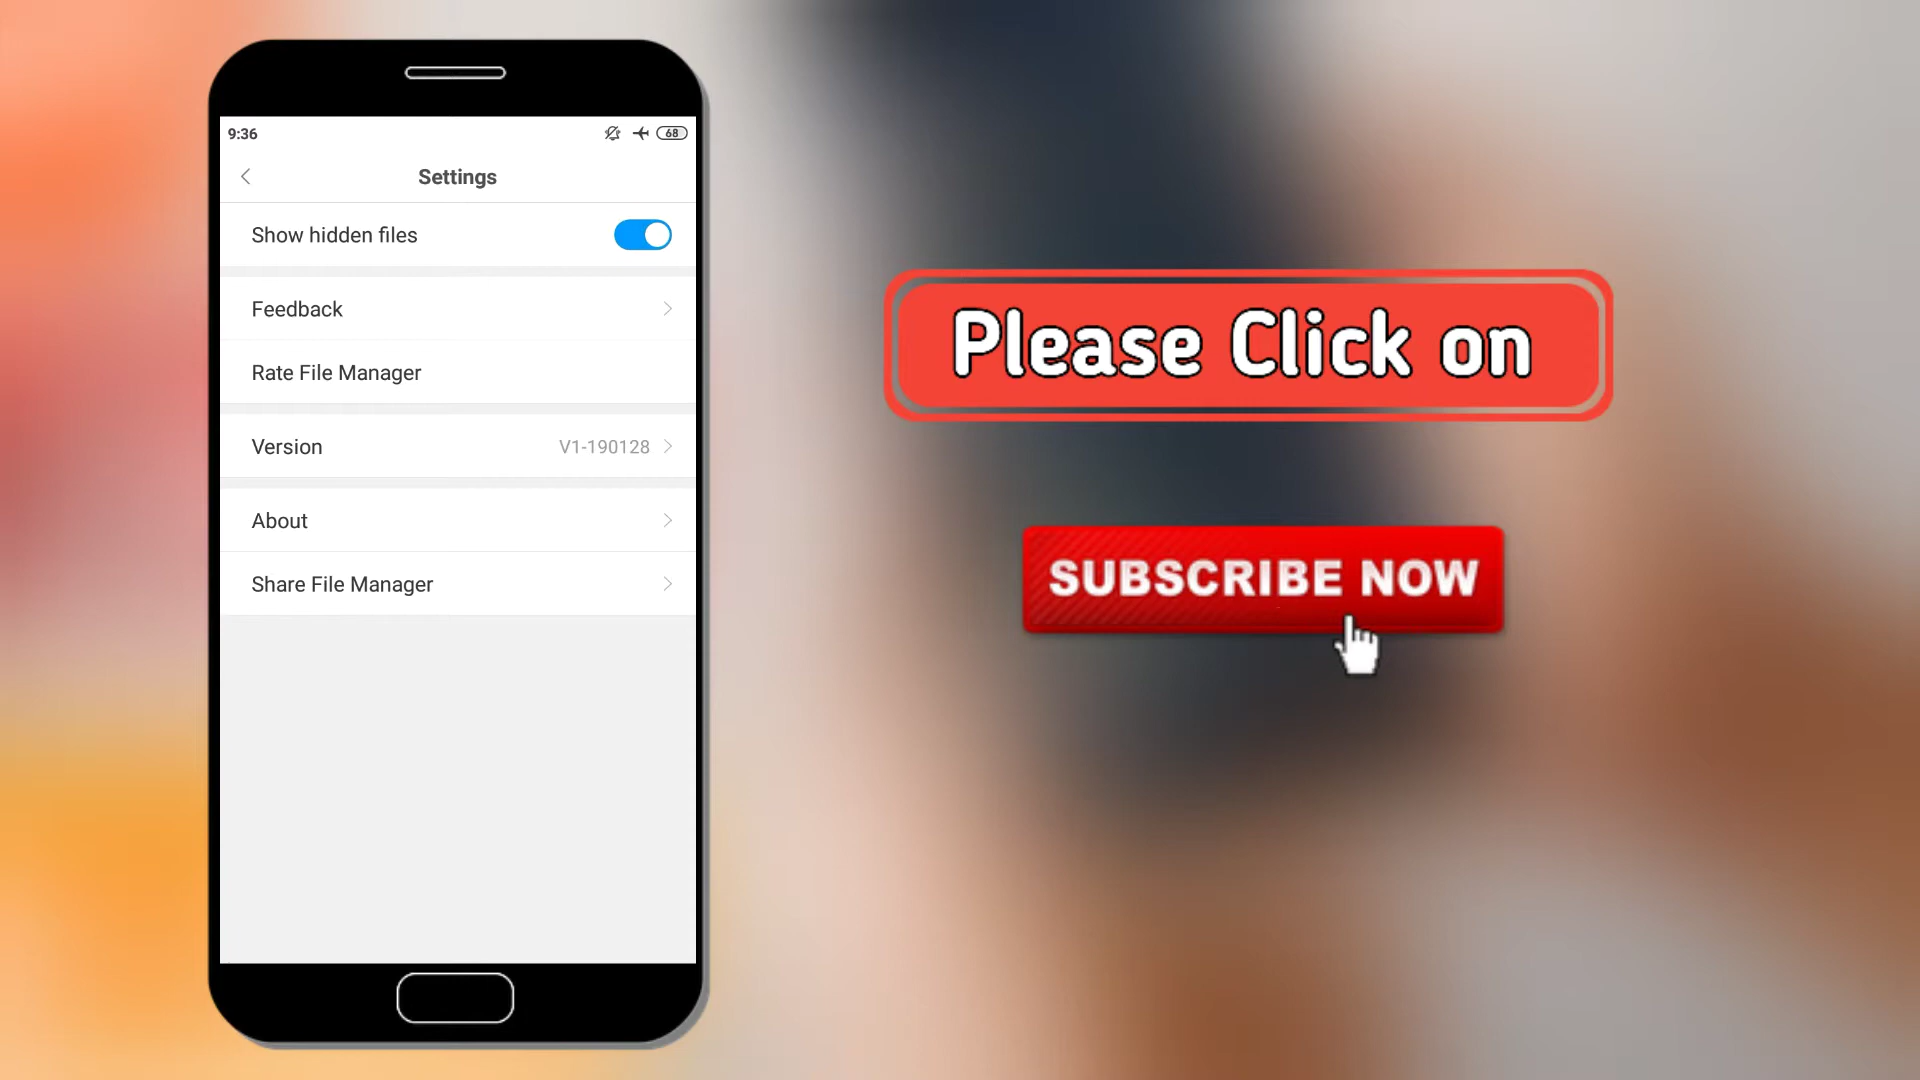 9:36
68
Settings
Show hidden files
Feedback
Rate File Manager
Version V1-190128
About
Share File Manager
Please Click on
SUBSCRIBE NOW